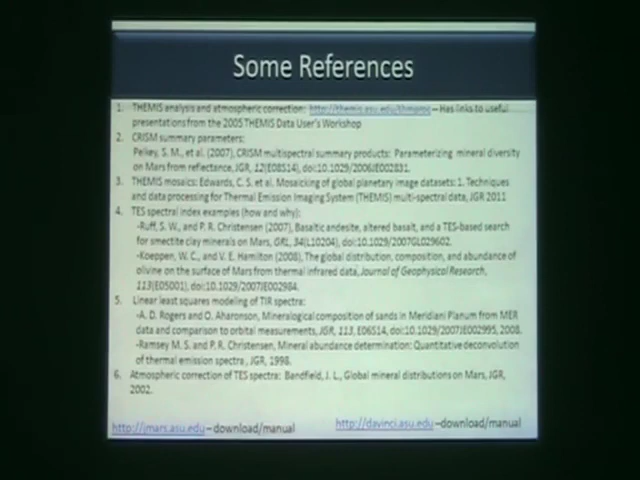 Some References
1. THEMIS analysis and atmospheric correction: http://themis.asu.edu/thmproc – Has links to useful
presentations from the 2005 THEMIS Data User's Workshop
2. CRISM summary parameters:
Pelkey, S. M., et al. (2007), CRISM multispectral summary products: Parameterizing mineral diversity
on Mars from reflectance, JGR, 12(E08S14), doi:10.1029/2006JE002831.
3. THEMIS mosaics: Edwards, C. S. et al. Mosaicking of global planetary image datasets: 1. Techniques
and data processing for Thermal Emission Imaging System (THEMIS) multi-spectral data, JGR 2011
4. TES spectral index examples (how and why):
-Ruff, S. W., and P. R. Christensen (2007), Basaltic andesite, altered basalt, and a TES-based search
for smectite clay minerals on Mars, GRL, 34(L10204), doi:10.1029/2007GL029602.
-Koeppen, W. C., and V. E. Hamilton (2008), The global distribution, composition, and abundance of
olivine on the surface of Mars from thermal infrared data, Journal of Geophysical Research,
113(E05001), doi:10.1029/2007JE002984.
5. Linear least squares modeling of TIR spectra:
-A. D. Rogers and O. Aharonson, Mineralogical composition of sands in Meridiani Planum from MER
data and comparison to orbital measurements, JGR, 113, E06S14, doi:10.1029/2007JE002995, 2008.
-Ramsey M. S. and P. R. Christensen, Mineral abundance determination: Quantitative deconvolution
of thermal emission spectra, JGR, 1998.
6. Atmospheric correction of TES spectra: Bandfield, J. L., Global mineral distributions on Mars, JGR,
2002.
http://jmars.asu.edu – download/manual
http://davinci.asu.edu –download/manual